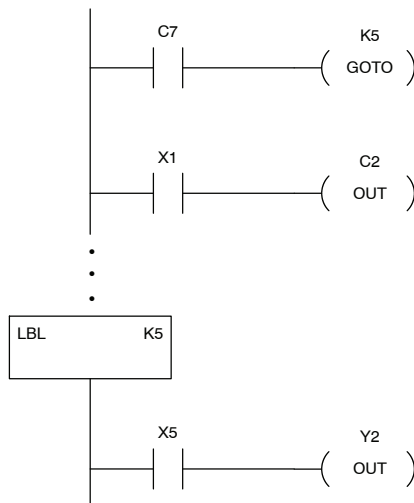 C7 K5
GOTO
X1 C2
OUT
LBL K5
X5 Y2
OUT